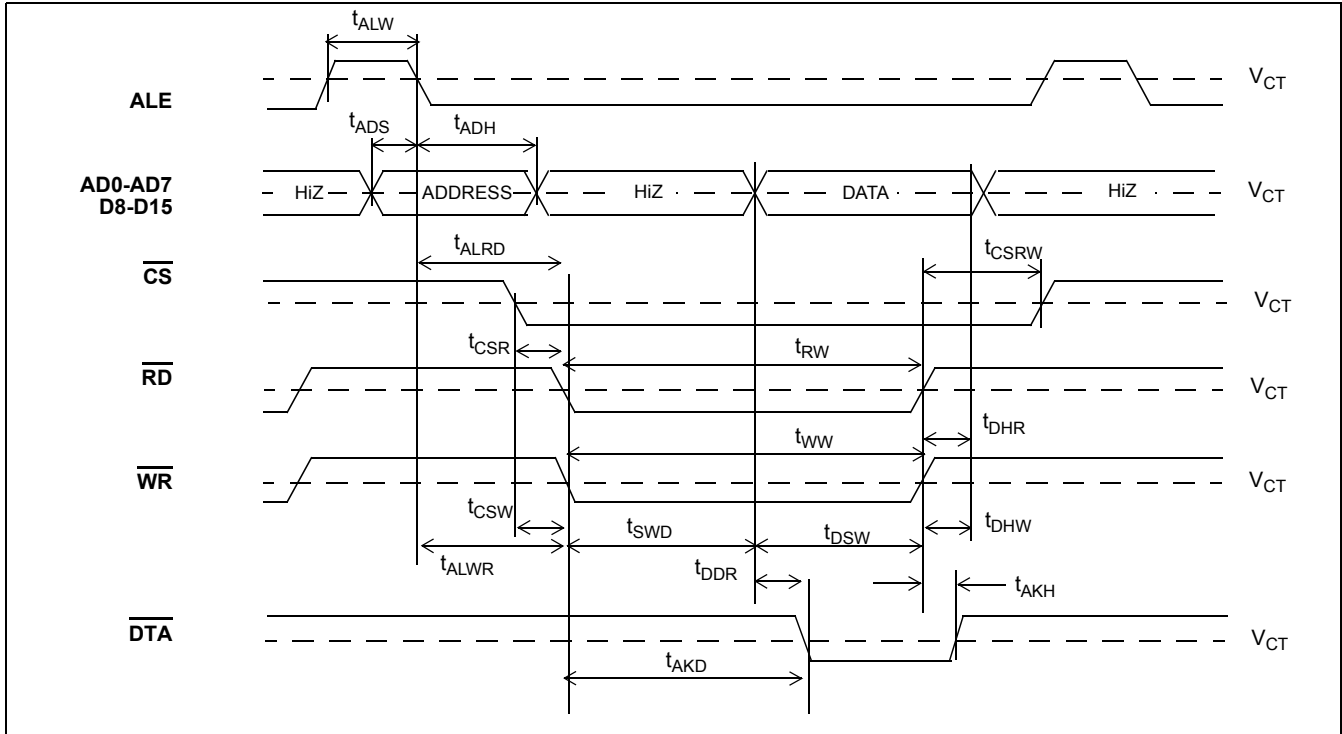 tALW
ALE
VCT
tADS
tADH
AD0-AD7
D8-D15
HiZ
ADDRESS
HiZ
DATA
HiZ
VCT
tALRD
tCSRW
CS
VCT
tCSR
tRW
RD
VCT
tWW
tDHR
WR
VCT
tCSW
tSWD
tDSW
tDHW
tALWR
tDDR
tAKH
DTA
VCT
tAKD